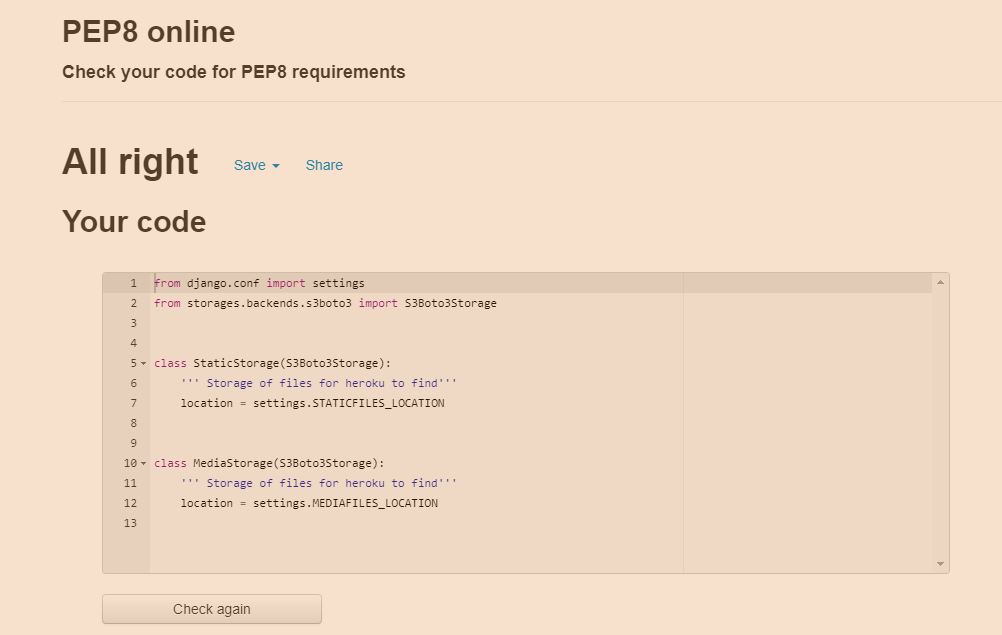 PEP8 online
Check your code for PEP8 requirements
All right Save Share
Your code
1 from django.conf import settings
2 from storages.backends.s3boto3 import S3Boto3Storage
3
4
5 class StaticStorage(S3Boto3Storage):
6     ''' Storage of files for heroku to find'''
7     location = settings.STATICFILES_LOCATION
8
9
10 class MediaStorage(S3Boto3Storage):
11     ''' Storage of files for heroku to find'''
12     location = settings.MEDIAFILES_LOCATION
13
Check again